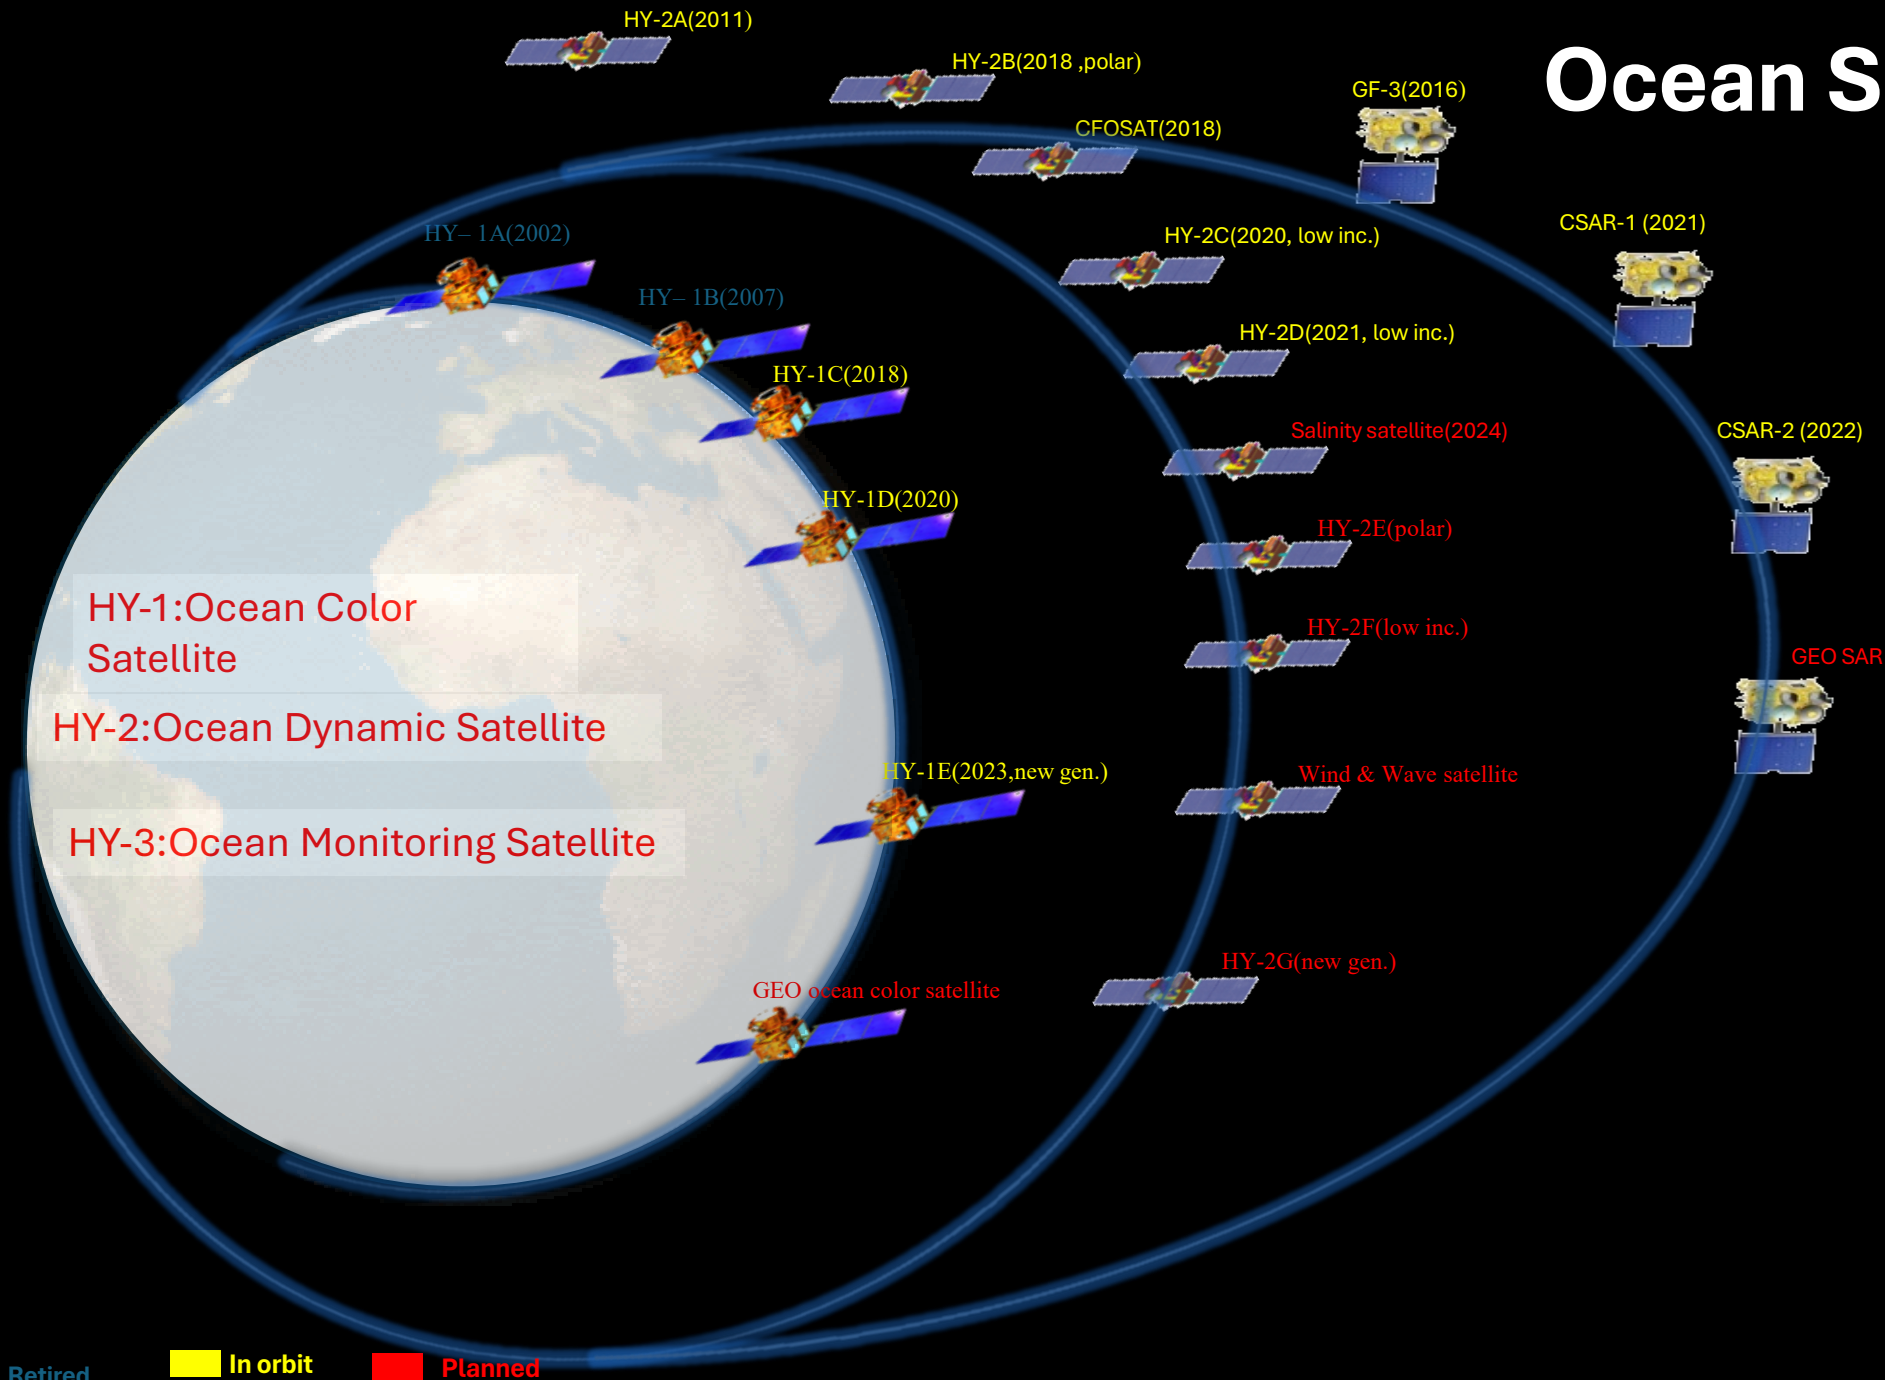 HY-2A(2011)
HY-2B(2018 ,polar)
Ocean S
GF-3(2016)
CFOSAT(2018)
CSAR-1 (2021)
HY– 1A(2002)
HY-2C(2020, low inc.)
HY– 1B(2007)
HY-2D(2021, low inc.)
HY-1C(2018)
Salinity satellite(2024)
CSAR-2 (2022)
HY-1D(2020)
HY-2E(polar)
HY-1:Ocean Color
Satellite
HY-2F(low inc.)
GEO SAR
HY-2:Ocean Dynamic Satellite
HY-1E(2023,new gen.)
Wind & Wave satellite
HY-3:Ocean Monitoring Satellite
HY-2G(new gen.)
GEO ocean color satellite
Retired
In orbit
Planned